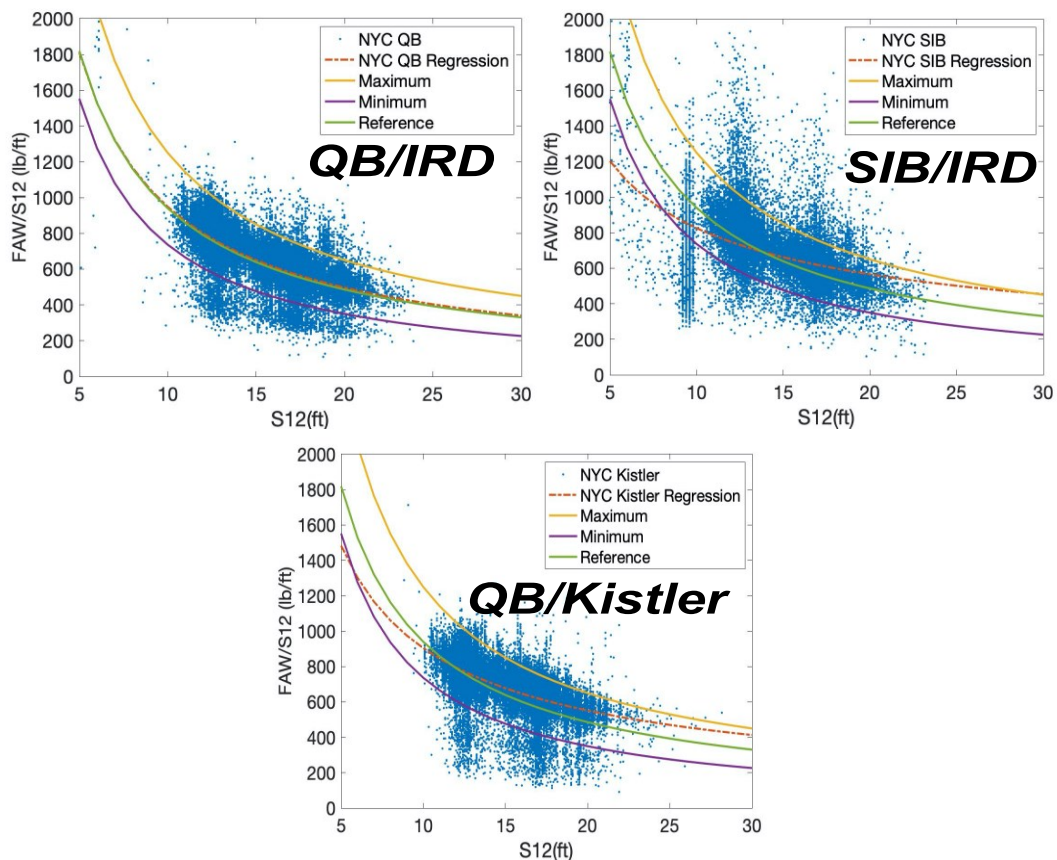 2000
1800
1600
1400
1200
1000
800
600
400
200
0
FAW/S12 (lb/ft)
NYC QB
NYC QB Regression
Maximum
Minimum
Reference
QB/IRD
5 10 15 20 25 30
S12(ft)
2000
1800
1600
1400
1200
1000
800
600
400
200
0
FAW/S12 (lb/ft)
NYC SIB
NYC SIB Regression
Maximum
Minimum
Reference
SIB/IRD
5 10 15 20 25 30
S12(ft)
2000
1800
1600
1400
1200
1000
800
600
400
200
0
FAW/S12 (lb/ft)
NYC Kistler
NYC Kistler Regression
Maximum
Minimum
Reference
QB/Kistler
5 10 15 20 25 30
S12(ft)